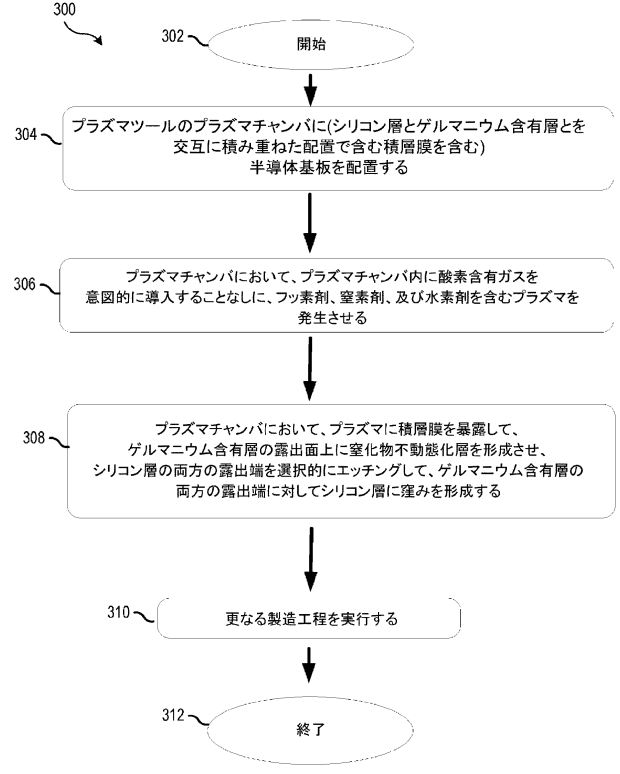 300
302
開始
304
プラズマツールのプラズマチャンバに(シリコン層とゲルマニウム含有層とを
交互に積み重ねた配置で含む積層膜を含む)
半導体基板を配置する
306
プラズマチャンバにおいて、プラズマチャンバ内に酸素含有ガスを
意図的に導入することなしに、フッ素剤、窒素剤、及び水素剤を含むプラズマを
発生させる
308
プラズマチャンバにおいて、プラズマに積層膜を暴露して、
ゲルマニウム含有層の露出面上に窒化物不動態化層を形成させ、
シリコン層の両方の露出端を選択的にエッチングして、ゲルマニウム含有層の
両方の露出端に対してシリコン層に窪みを形成する
310
更なる製造工程を実行する
312
終了